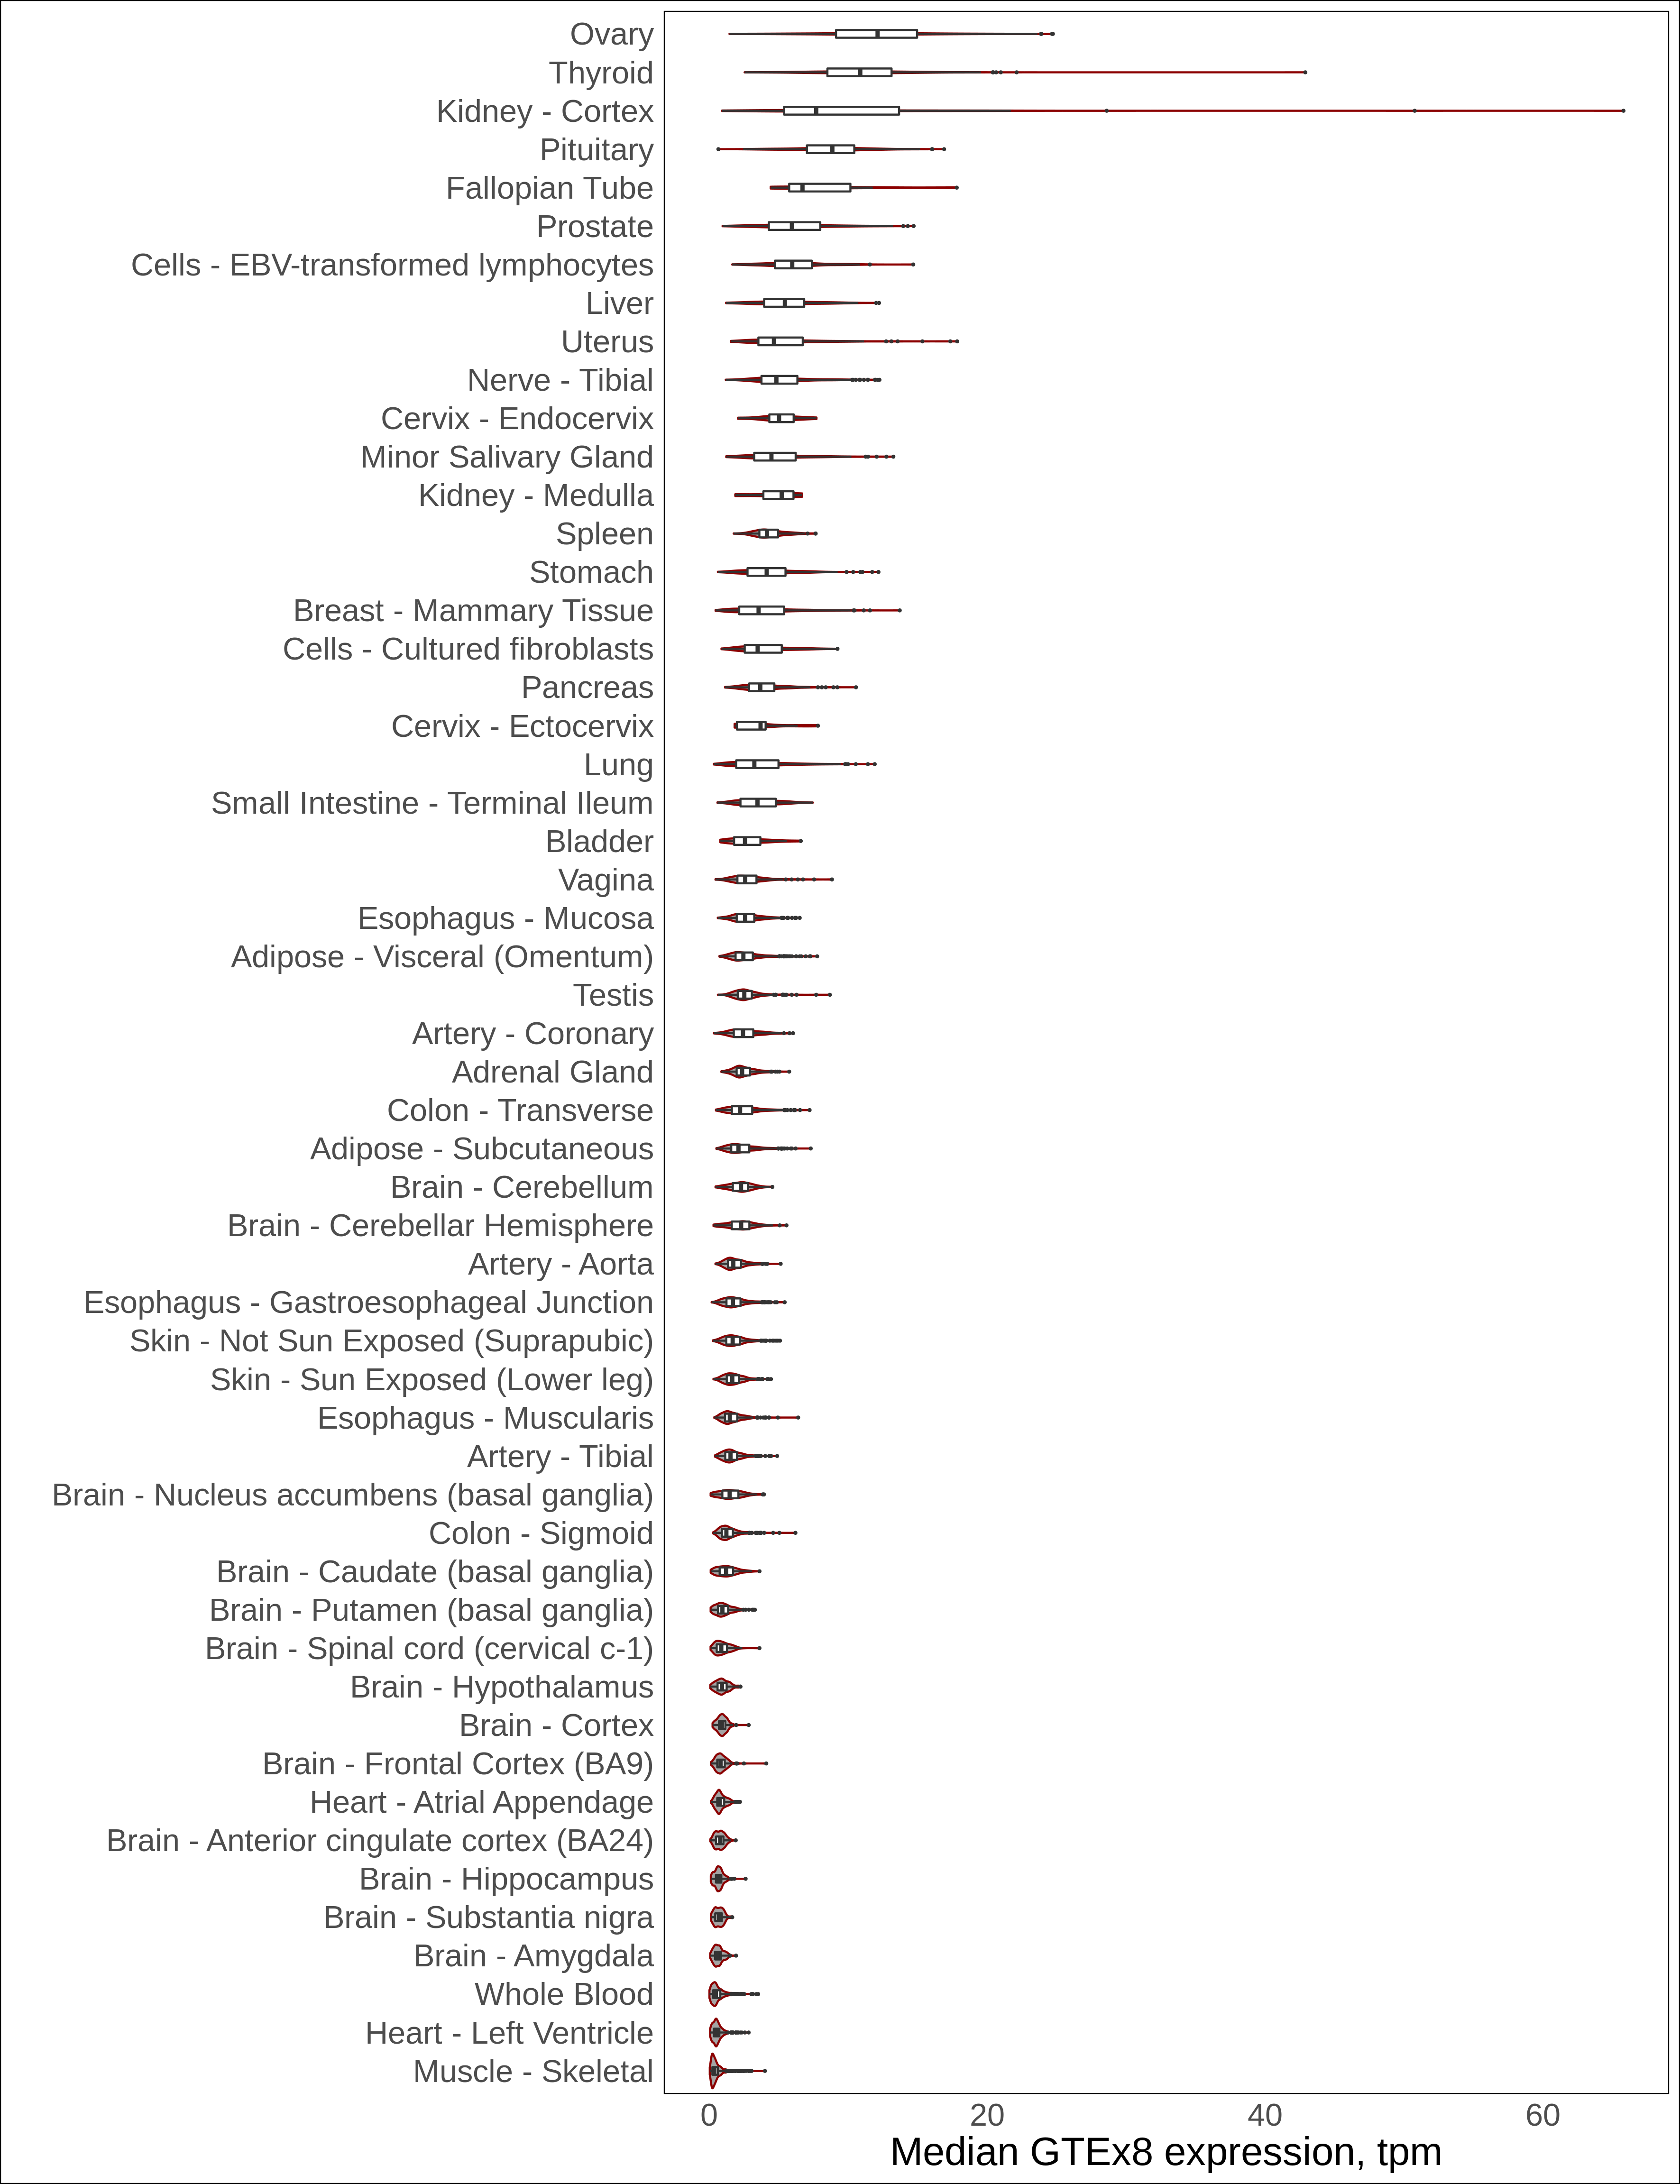 Ovary
Thyroid
Kidney - Cortex
Pituitary
Fallopian Tube
Prostate
Cells - EBV-transformed lymphocytes
Liver
Uterus
Nerve - Tibial
Cervix - Endocervix
Minor Salivary Gland
Kidney - Medulla
Spleen
Stomach
Breast - Mammary Tissue
Cells - Cultured fibroblasts
Pancreas
Cervix - Ectocervix
Lung
Small Intestine - Terminal Ileum
Bladder
Vagina
Esophagus - Mucosa
Adipose - Visceral (Omentum)
Testis
Artery - Coronary
Adrenal Gland
Colon - Transverse
Adipose - Subcutaneous
Brain - Cerebellum
Brain - Cerebellar Hemisphere
Artery - Aorta
Esophagus - Gastroesophageal Junction
Skin - Not Sun Exposed (Suprapubic)
Skin - Sun Exposed (Lower leg)
Esophagus - Muscularis
Artery - Tibial
Brain - Nucleus accumbens (basal ganglia)
Colon - Sigmoid
Brain - Caudate (basal ganglia)
Brain - Putamen (basal ganglia)
Brain - Spinal cord (cervical c-1)
Brain - Hypothalamus
Brain - Cortex
Brain - Frontal Cortex (BA9)
Heart - Atrial Appendage
Brain - Anterior cingulate cortex (BA24)
Brain - Hippocampus
Brain - Substantia nigra
Brain - Amygdala
Whole Blood
Heart - Left Ventricle
Muscle - Skeletal
0 20 40 60
Median GTEx8 expression, tpm